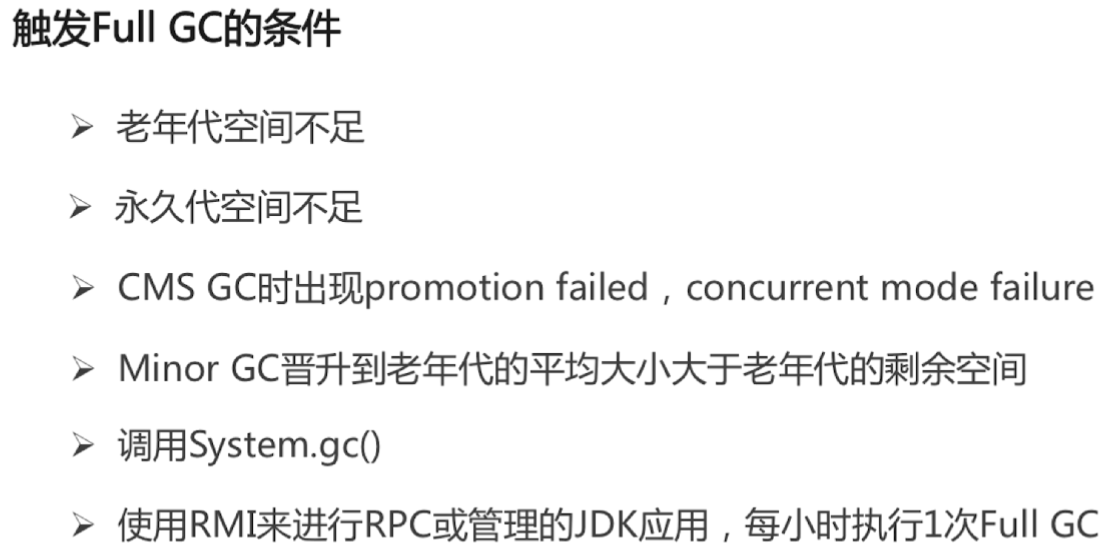 触发Full GC的条件
➢ 老年代空间不足
➢ 永久代空间不足
➢ CMS GC时出现promotion failed，concurrent mode failure
➢ Minor GC晋升到老年代的平均大小大于老年代的剩余空间
➢ 调用System.gc()
➢ 使用RMI来进行RPC或管理的JDK应用，每小时执行1次Full GC